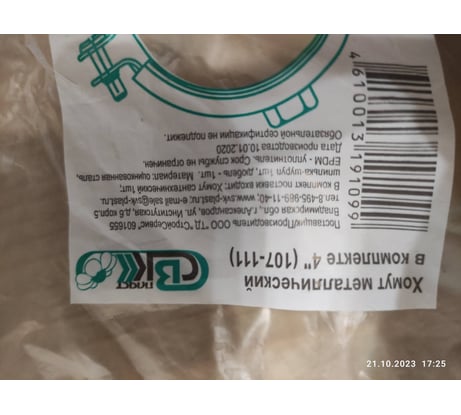 Хомут металлический
В комплекте 4" (107-111)
СВК
пласт
Поставщик/Производитель ООО "ТД "СтройСервис" 601655
Владимирская обл., г.Александров, ул. Институтская, д.6 корп.5
тел.8-495-969-11-40; e-mail: sale@svk-plast.ru, svk-plast.ru
В комплект поставки входит: Хомут сантехнический 1шт;
шпилька-шуруп 1шт, дюбель - 1шт. Материал: оцинкованная сталь,
EPDM - уплотнитель. Срок службы не ограничен.
Дата производства 10.01.2020
Обязательной сертификации не подлежит.
4610013191099
21.10.2023 17:25